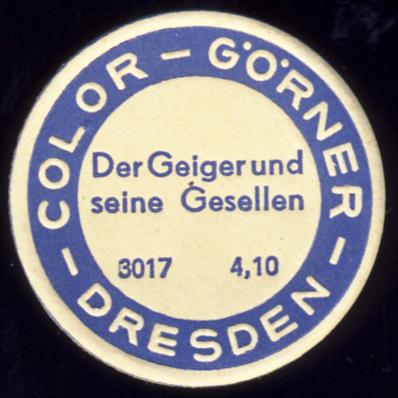 COLOR – GÖRNER – DRESDEN –
Der Geiger und
seine Gesellen
3017 4,10